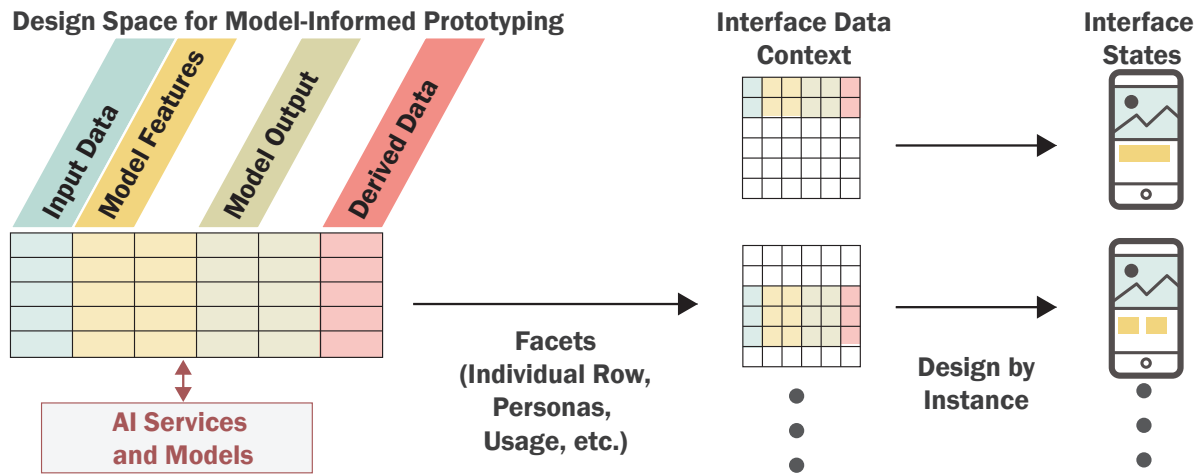 Design Space for Model-Informed Prototyping
Input Data
Model Features
Model Output
Derived Data
AI Services
and Models
Facets
(Individual Row,
Personas,
Usage, etc.)
Interface Data
Context
Design by
Instance
Interface
States